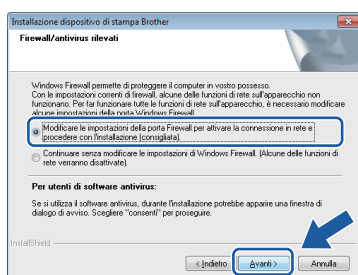 Installazione dispositivo di stampa Brother
Firewall/antivirus rilevati
Windows Firewall permette di proteggere il computer in vostro possesso.
Con le impostazioni correnti di firewall, alcune delle funzioni di rete sull'apparecchio non
funzionano. Per far funzionare tutte le funzioni di rete sull'apparecchio, è necessario modificare
alcune impostazioni della porta Windows Firewall.
Modificare le impostazioni della porta Firewall per attivare la connessione in rete e
procedere con l'installazione (consigliata).
Continuare senza modificare le impostazioni di Windows Firewall. (Alcune delle funzioni di
rete verranno disattivate).
Per utenti di software antivirus:
Se si utilizza il software antivirus, durante l'installazione potrebbe apparire una finestra di
dialogo di avviso. Scegliere "consenti" per proseguire.
InstallShield
< Indietro
Avanti >
Annulla